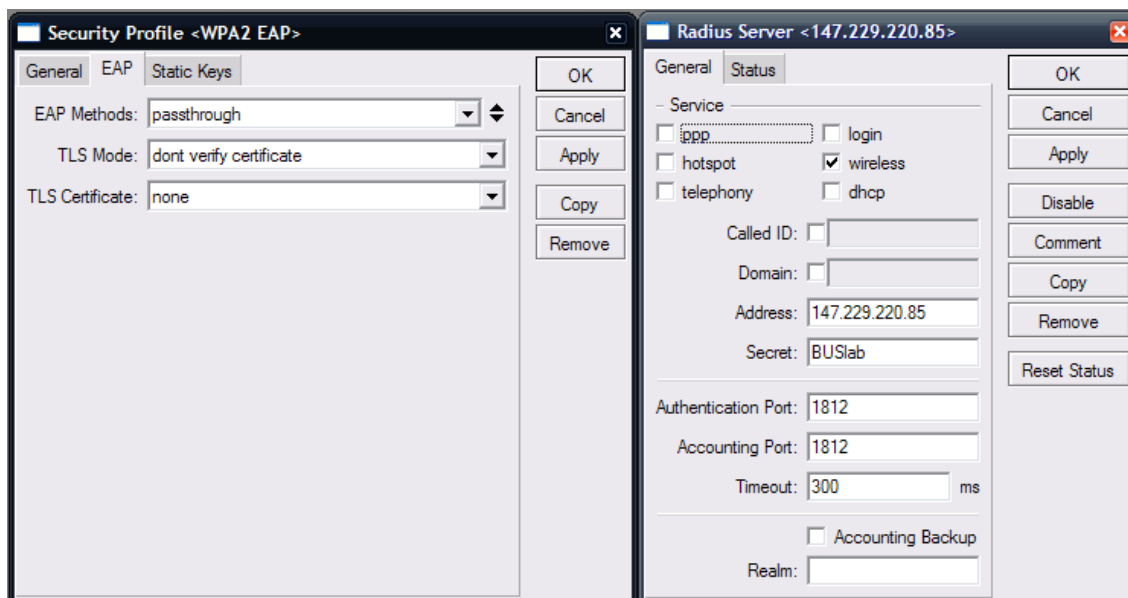 Security Profile <WPA2 EAP>
General EAP Static Keys
EAP Methods: passthrough
TLS Mode: dont verify certificate
TLS Certificate: none
OK
Cancel
Apply
Copy
Remove
Radius Server <147.229.220.85>
General Status
Service
ppp login
hotspot wireless
telephony dhcp
Called ID:
Domain:
Address: 147.229.220.85
Secret: BUSlab
Authentication Port: 1812
Accounting Port: 1812
Timeout: 300 ms
Accounting Backup
Realm:
OK
Cancel
Apply
Disable
Comment
Copy
Remove
Reset Status